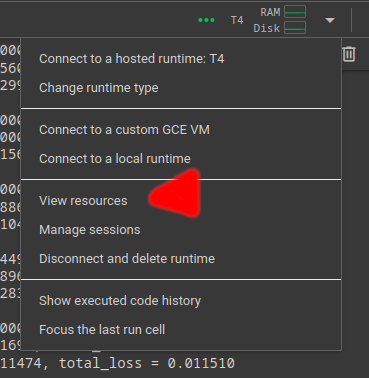 RAM
T4
Disk
000
Connect to a hosted runtime: T4
560
299
Change runtime type
000
Connect to a custom GCE VM
000
156
Connect to a local runtime
000
View resources
886
104
Manage sessions
449
Disconnect and delete runtime
896
283
Show executed code history
000
Focus the last run cell
169
11474, total_loss = 0.011510